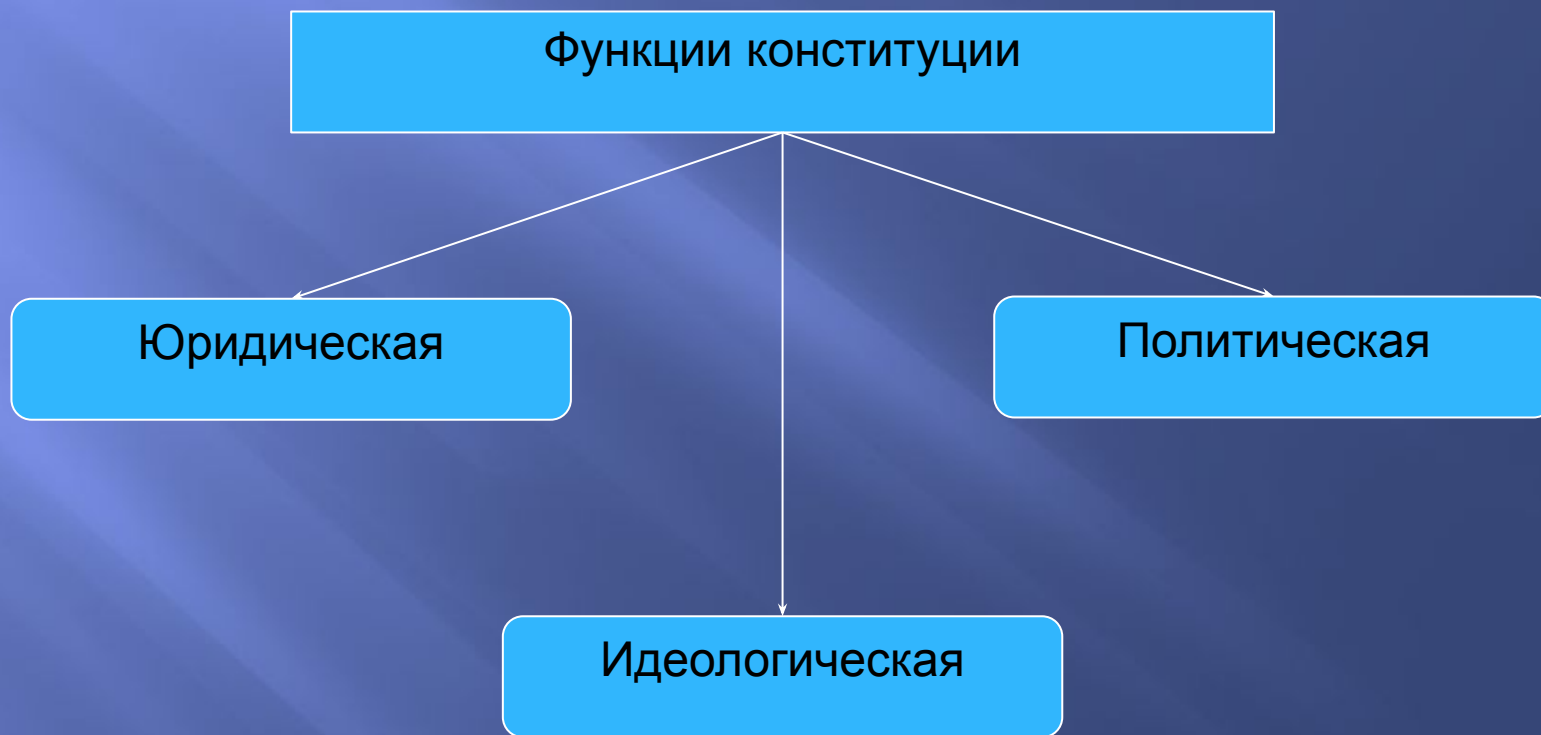 Функции конституции
Юридическая
Политическая
Идеологическая